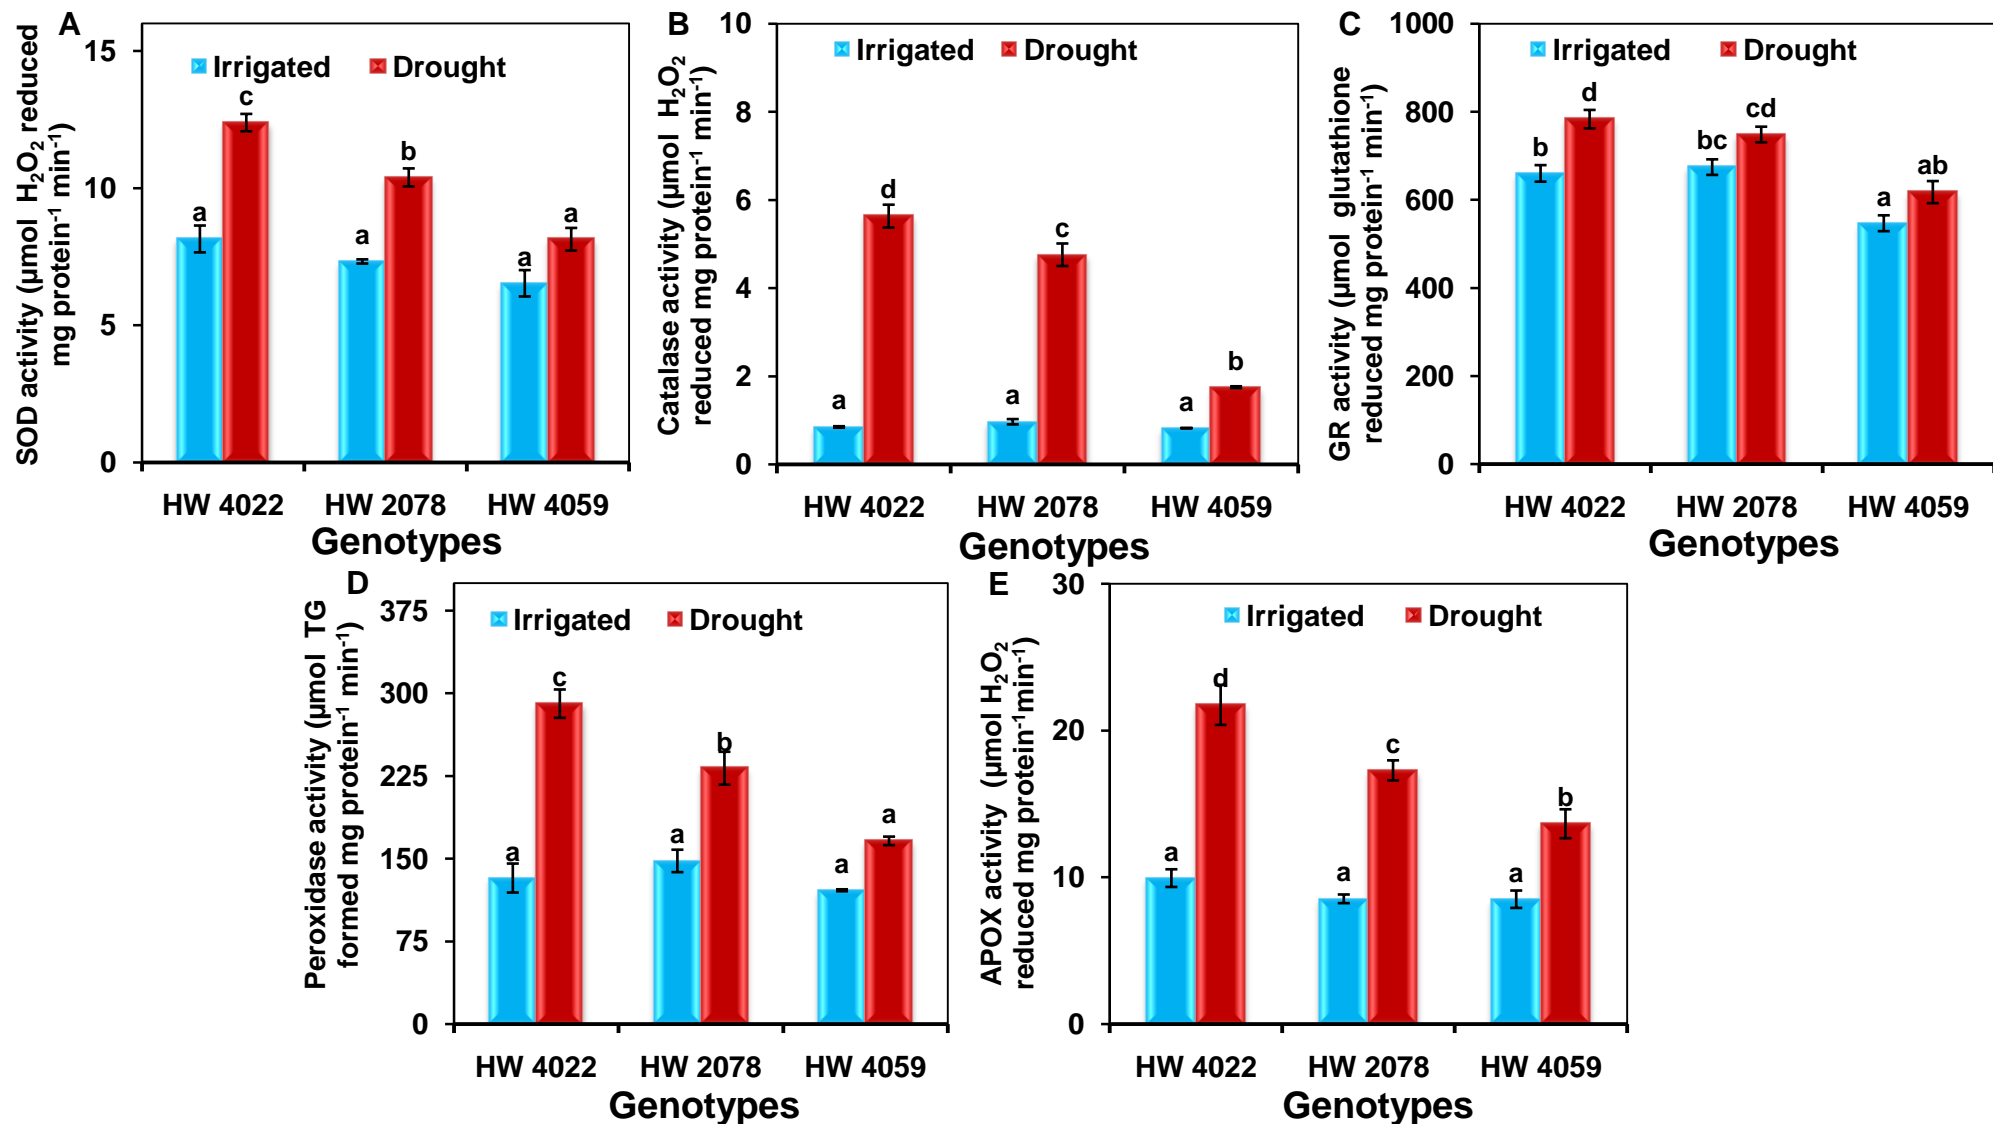 A
SOD activity (µmol H₂O₂ reduced
mg protein⁻¹ min⁻¹)
15
10
5
0
Irrigated Drought
a c a b a a
HW 4022 HW 2078 HW 4059
Genotypes
B
Catalase activity (µmol H₂O₂
reduced mg protein⁻¹ min⁻¹)
10
8
6
4
2
0
Irrigated Drought
a d a c a b
HW 4022 HW 2078 HW 4059
Genotypes
C
GR activity (µmol glutathione
reduced mg protein⁻¹ min⁻¹)
1000
800
600
400
200
0
Irrigated Drought
b d bc cd a ab
HW 4022 HW 2078 HW 4059
Genotypes
D
Peroxidase activity (µmol TG
formed mg protein⁻¹ min⁻¹)
375
300
225
150
75
0
Irrigated Drought
a c a b a a
HW 4022 HW 2078 HW 4059
Genotypes
E
APOX activity (µmol H₂O₂
reduced mg protein⁻¹min⁻¹)
30
20
10
0
Irrigated Drought
a d a c a b
HW 4022 HW 2078 HW 4059
Genotypes